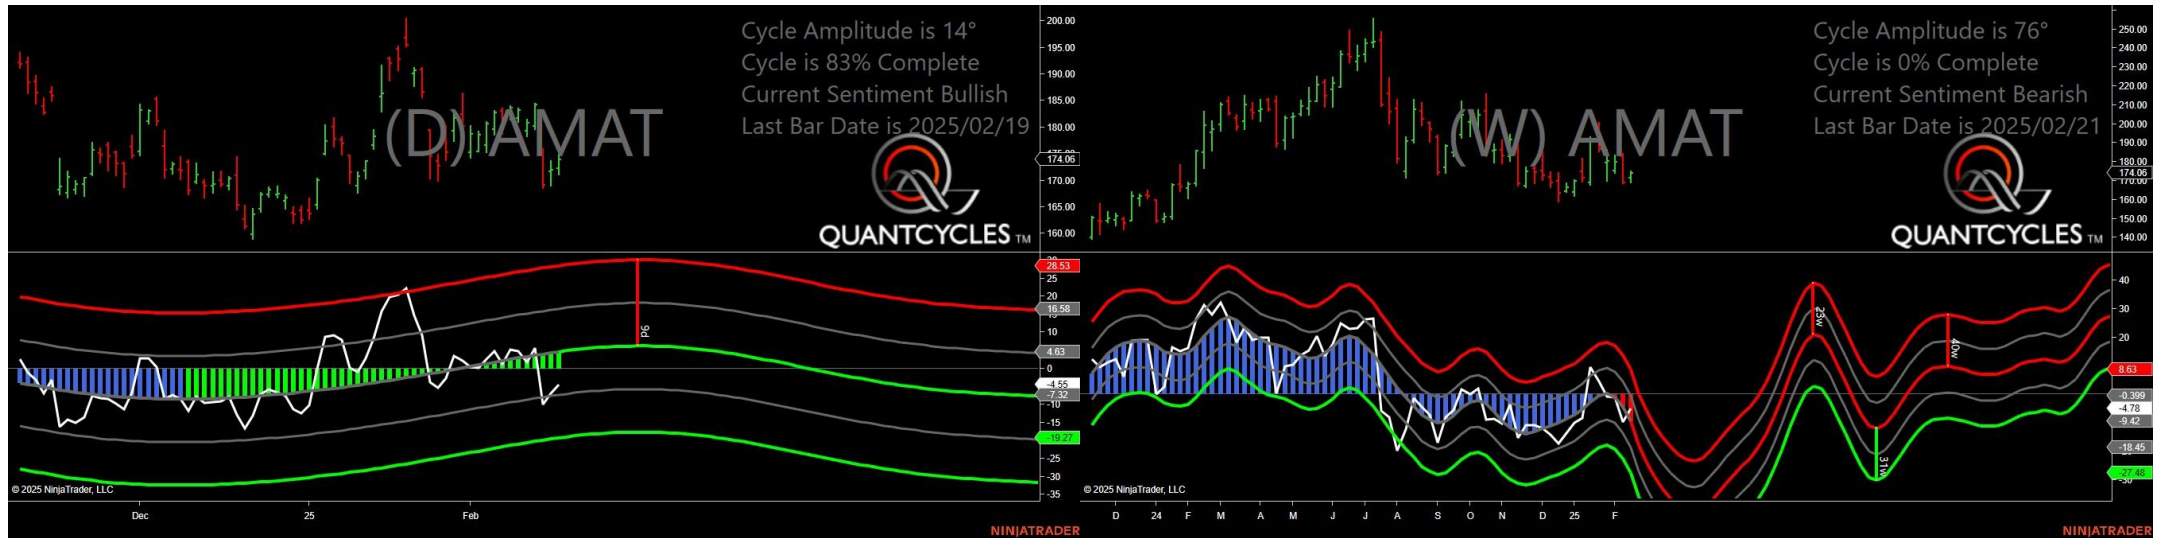 Cycle Amplitude is 14°
Cycle is 83% Complete
Current Sentiment Bullish
Last Bar Date is 2025/02/19
(D) AMAT
QUANTCYCLES TM
200.00
195.00
190.00
185.00
180.00
174.06
170.00
165.00
160.00
28.53
25
20
16.58
10
4.63
0
-4.55
-7.32
-10
-15
-19.27
-25
-30
-35
9d
© 2025 NinjaTrader, LLC
Dec 25 Feb
NINJATRADER
Cycle Amplitude is 76°
Cycle is 0% Complete
Current Sentiment Bearish
Last Bar Date is 2025/02/21
(W) AMAT
QUANTCYCLES TM
250.00
240.00
230.00
220.00
210.00
200.00
190.00
180.00
174.06
170.00
160.00
150.00
140.00
40
30
20
8.63
-0.399
-4.78
-9.42
-18.45
-27.48
23w
31w
40w
© 2025 NinjaTrader, LLC
D 24 F M A M J J A S O N D 25 F
NINJATRADER